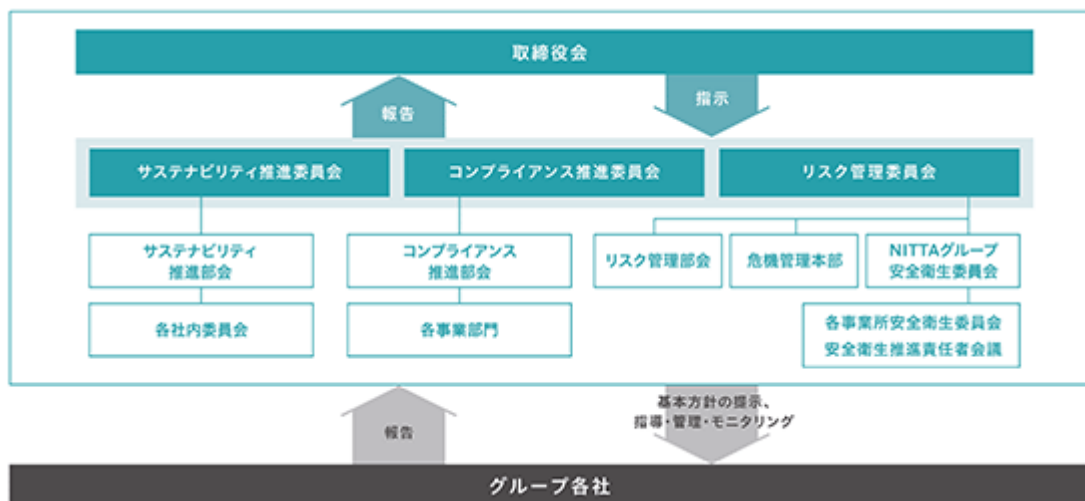 取締役会
報告
指示
サステナビリティ推進委員会
コンプライアンス推進委員会
リスク管理委員会
サステナビリティ
推進部会
コンプライアンス
推進部会
リスク管理部会
危機管理本部
NITTAグループ
安全衛生委員会
各社内委員会
各事業部門
各事業所安全衛生委員会
安全衛生推進責任者会議
報告
基本方針の提示、
指導・管理・モニタリング
グループ各社